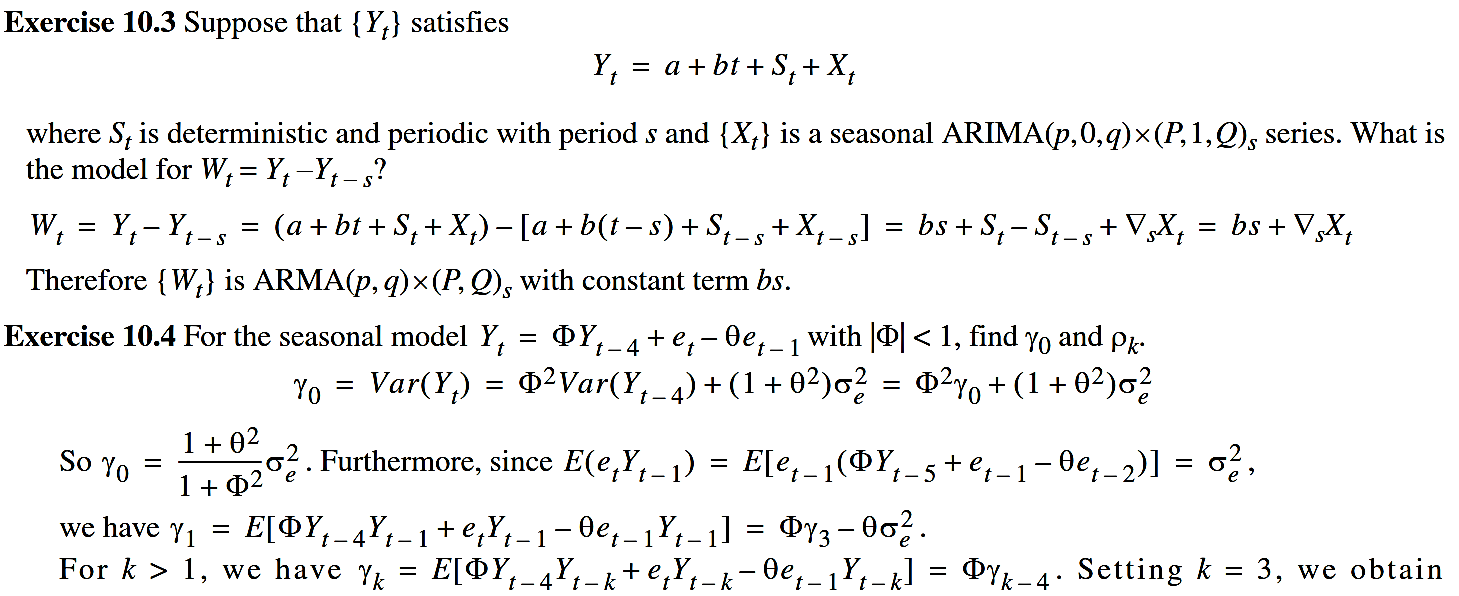 Exercise 10.3 Suppose that {Y_t} satisfies
Y_t = a + bt + S_t + X_t
where S_t is deterministic and periodic with period s and {X_t} is a seasonal ARIMA(p,0,q)×(P,1,Q)_s series. What is
the model for W_t = Y_t – Y_{t – s}?
W_t = Y_t – Y_{t – s} = (a + bt + S_t + X_t) – [a + b(t – s) + S_{t – s} + X_{t – s}] = bs + S_t – S_{t – s} + ∇_sX_t = bs + ∇_sX_t
Therefore {W_t} is ARMA(p, q)×(P, Q)_s with constant term bs.
Exercise 10.4 For the seasonal model Y_t = ΦY_{t – 4} + e_t – θe_{t – 1} with |Φ| < 1, find γ_0 and ρ_k.
γ_0 = Var(Y_t) = Φ^2Var(Y_{t – 4}) + (1 + θ^2)σ_e^2 = Φ^2γ_0 + (1 + θ^2)σ_e^2
So γ_0 = \frac{1 + θ^2}{1 + Φ^2}σ_e^2. Furthermore, since E(e_tY_{t – 1}) = E[e_{t – 1}(ΦY_{t – 5} + e_{t – 1} – θe_{t – 2})] = σ_e^2,
we have γ_1 = E[ΦY_{t – 4}Y_{t – 1} + e_tY_{t – 1} – θe_{t – 1}Y_{t – 1}] = Φγ_3 – θσ_e^2.
For k > 1, we have γ_k = E[ΦY_{t – 4}Y_{t – k} + e_tY_{t – k} – θe_{t – 1}Y_{t – k}] = Φγ_{k – 4}. Setting k = 3, we obtain